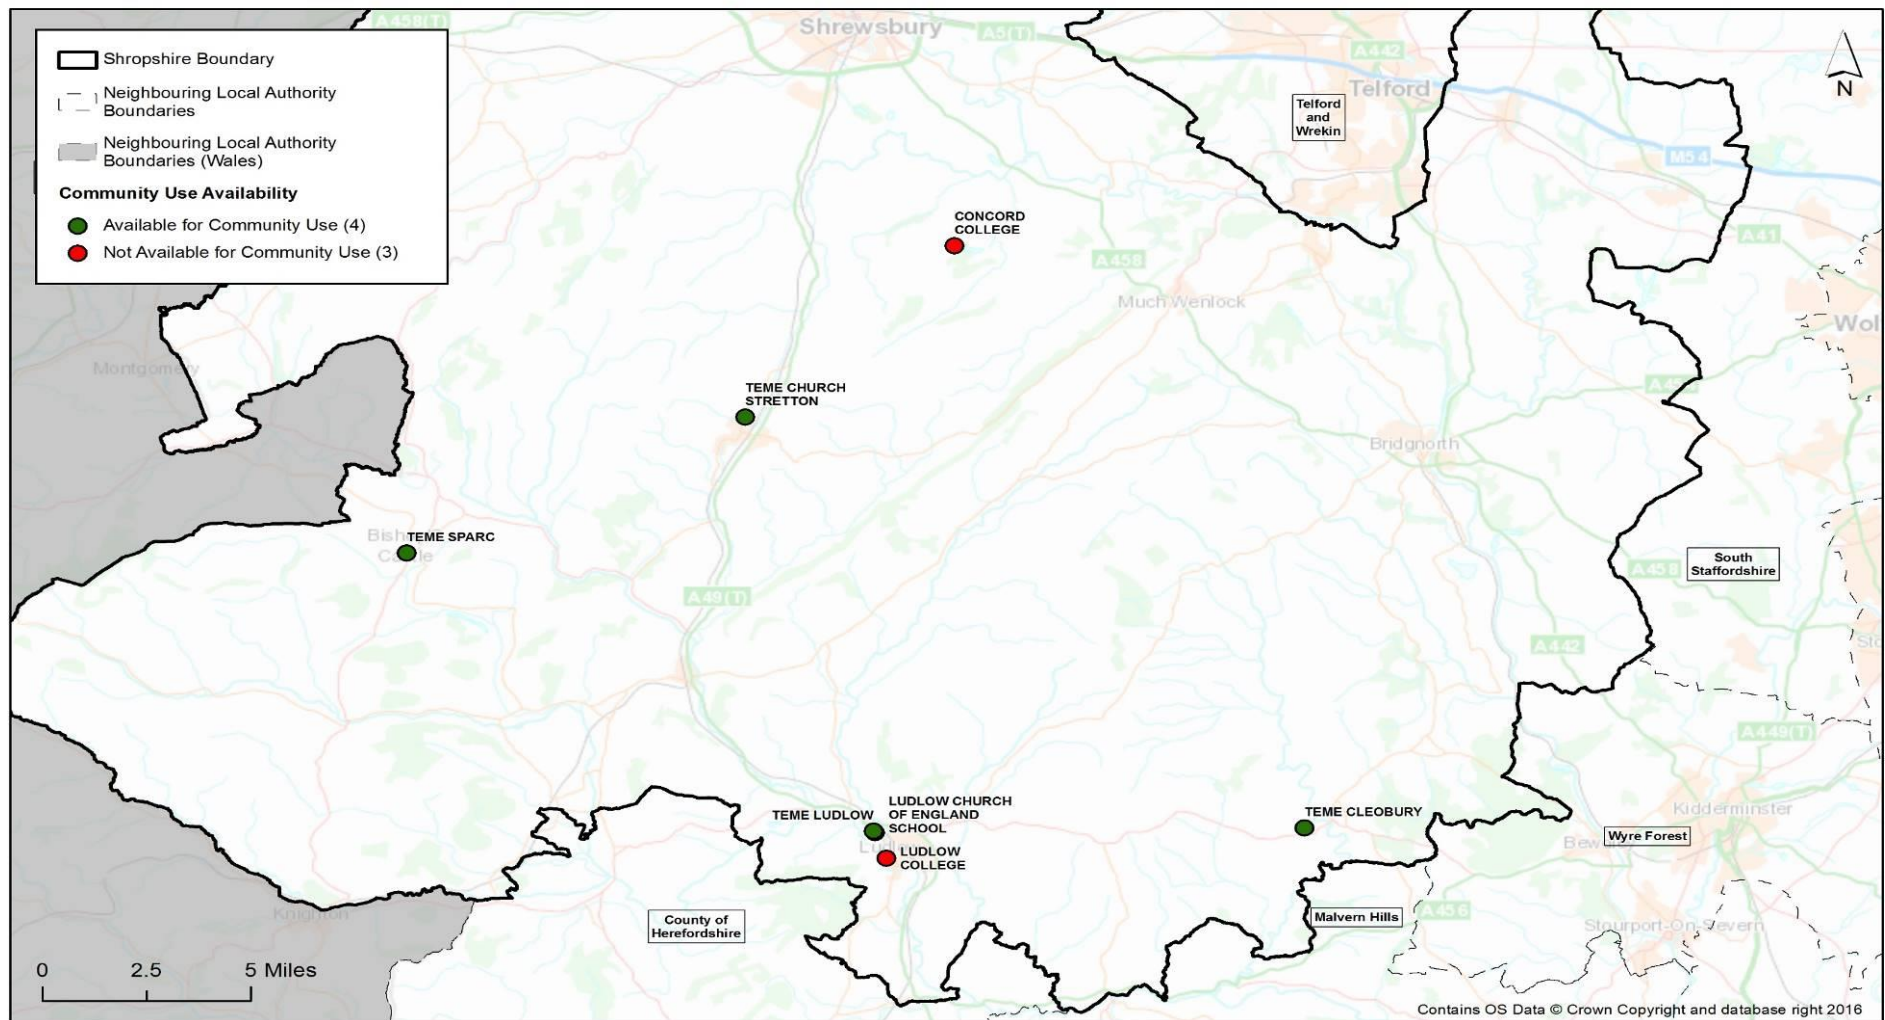 Shropshire Boundary
Neighbouring Local Authority
Boundaries
Neighbouring Local Authority
Boundaries (Wales)
Community Use Availability
Available for Community Use (4)
Not Available for Community Use (3)
A458(T)
Shrewsbury
A5(T)
A442
Telford
Telford
and
Wrekin
N
M54
A41
CONCORD
COLLEGE
A458
Much Wenlock
Montgomery
TEME CHURCH
STRETTON
Bridgnorth
TEME SPARC
A49(T)
A458
South
Staffordshire
A442
A449(T)
TEME LUDLOW
LUDLOW CHURCH
OF ENGLAND
SCHOOL
LUDLOW
COLLEGE
TEME CLEOBURY
Kidderminster
Wyre Forest
Knighton
County of
Herefordshire
Malvern Hills
A456
Stourport-On-Severn
0 2.5 5 Miles
Contains OS Data © Crown Copyright and database right 2016